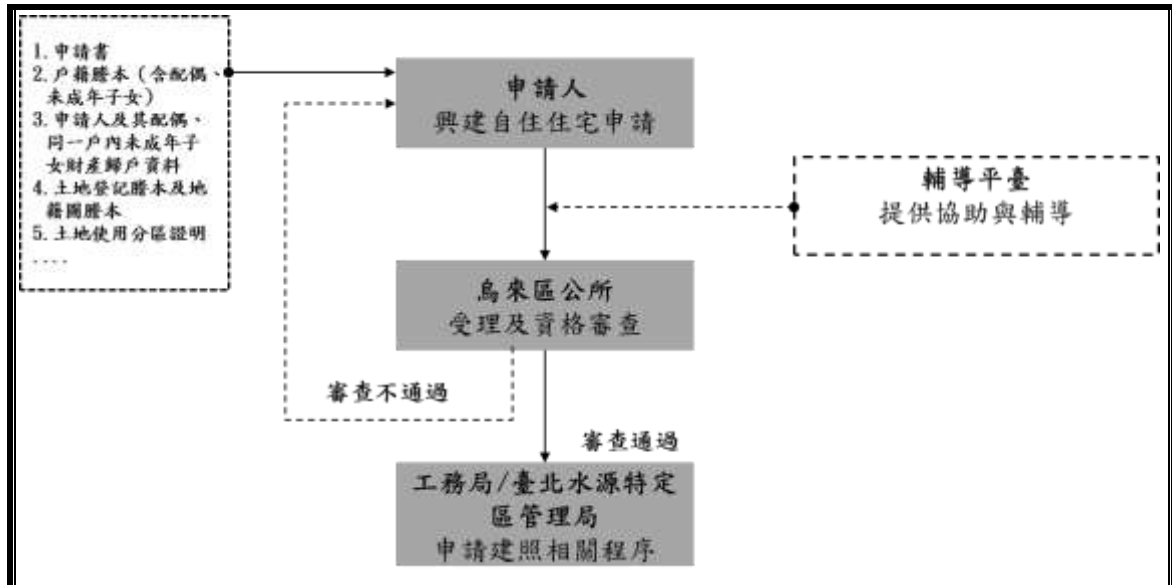 1. 申請書
2. 戶籍謄本（含配偶、
未成年子女）
3. 申請人及其配偶、
同一戶內未成年子
女財產歸戶資料
4. 土地登記謄本及地
籍圖謄本
5. 土地使用分區證明
....
申請人
興建自住住宅申請
輔導平臺
提供協助與輔導
烏來區公所
受理及資格審查
審查不通過
審查通過
工務局/臺北水源特定
區管理局
申請建照相關程序